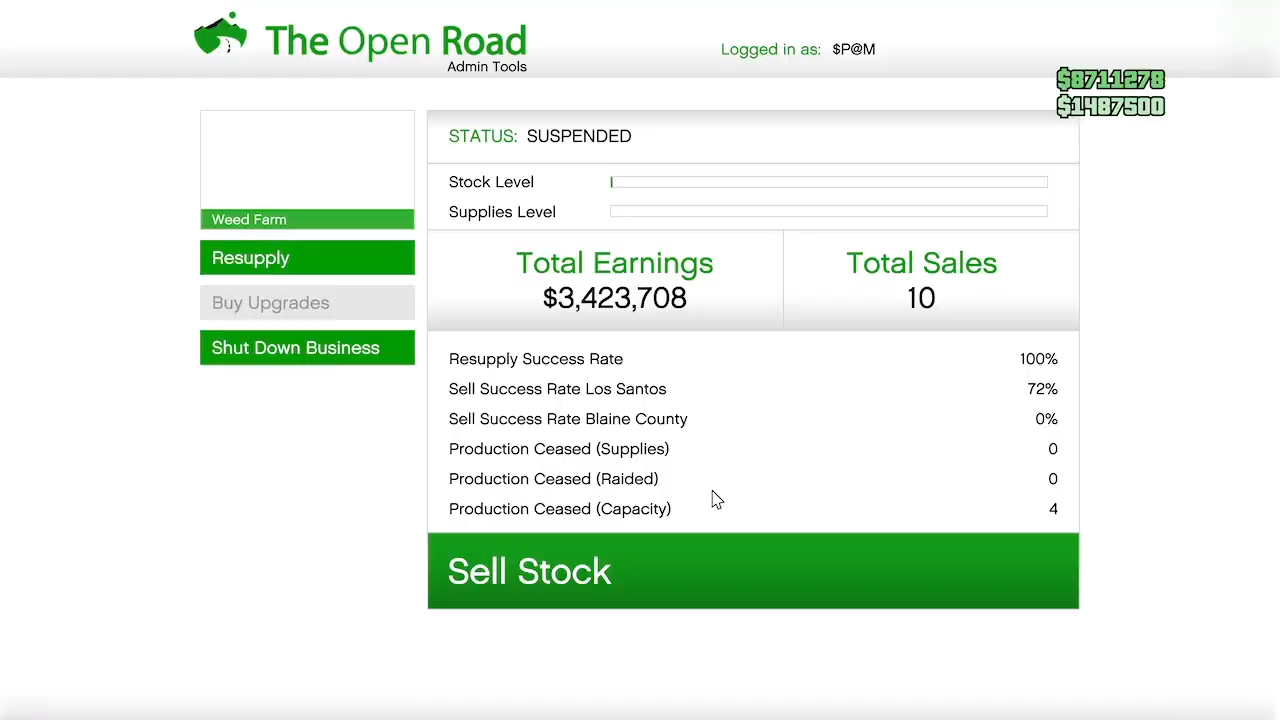 The Open Road
Admin Tools
Logged in as: $P@M
$8711278
$1487500
STATUS: SUSPENDED
Stock Level
Supplies Level
Weed Farm
Resupply
Buy Upgrades
Shut Down Business
Total Earnings
$3,423,708
Total Sales
10
Resupply Success Rate 100%
Sell Success Rate Los Santos 72%
Sell Success Rate Blaine County 0%
Production Ceased (Supplies) 0
Production Ceased (Raided) 0
Production Ceased (Capacity) 4
Sell Stock